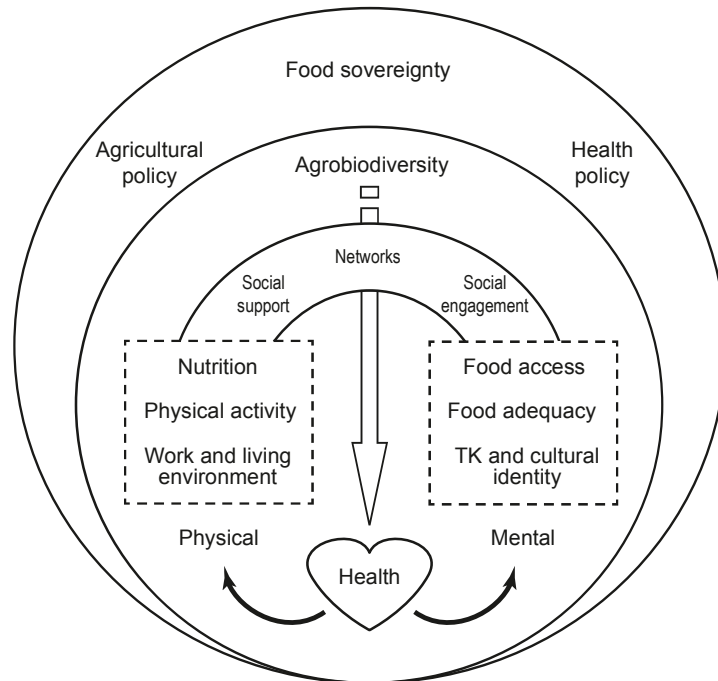 Food sovereignty
Agricultural
policy
Health
policy
Agrobiodiversity
Networks
Social
support
Social
engagement
Nutrition
Physical activity
Work and living
environment
Food access
Food adequacy
TK and cultural
identity
Physical
Mental
Health